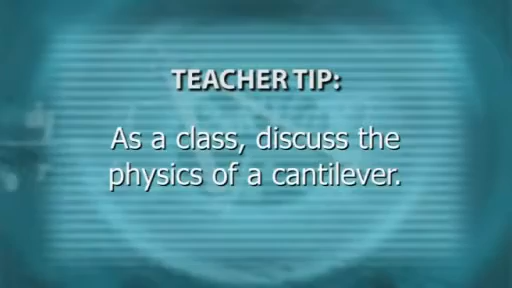 TEACHER TIP:
As a class, discuss the
physics of a cantilever.